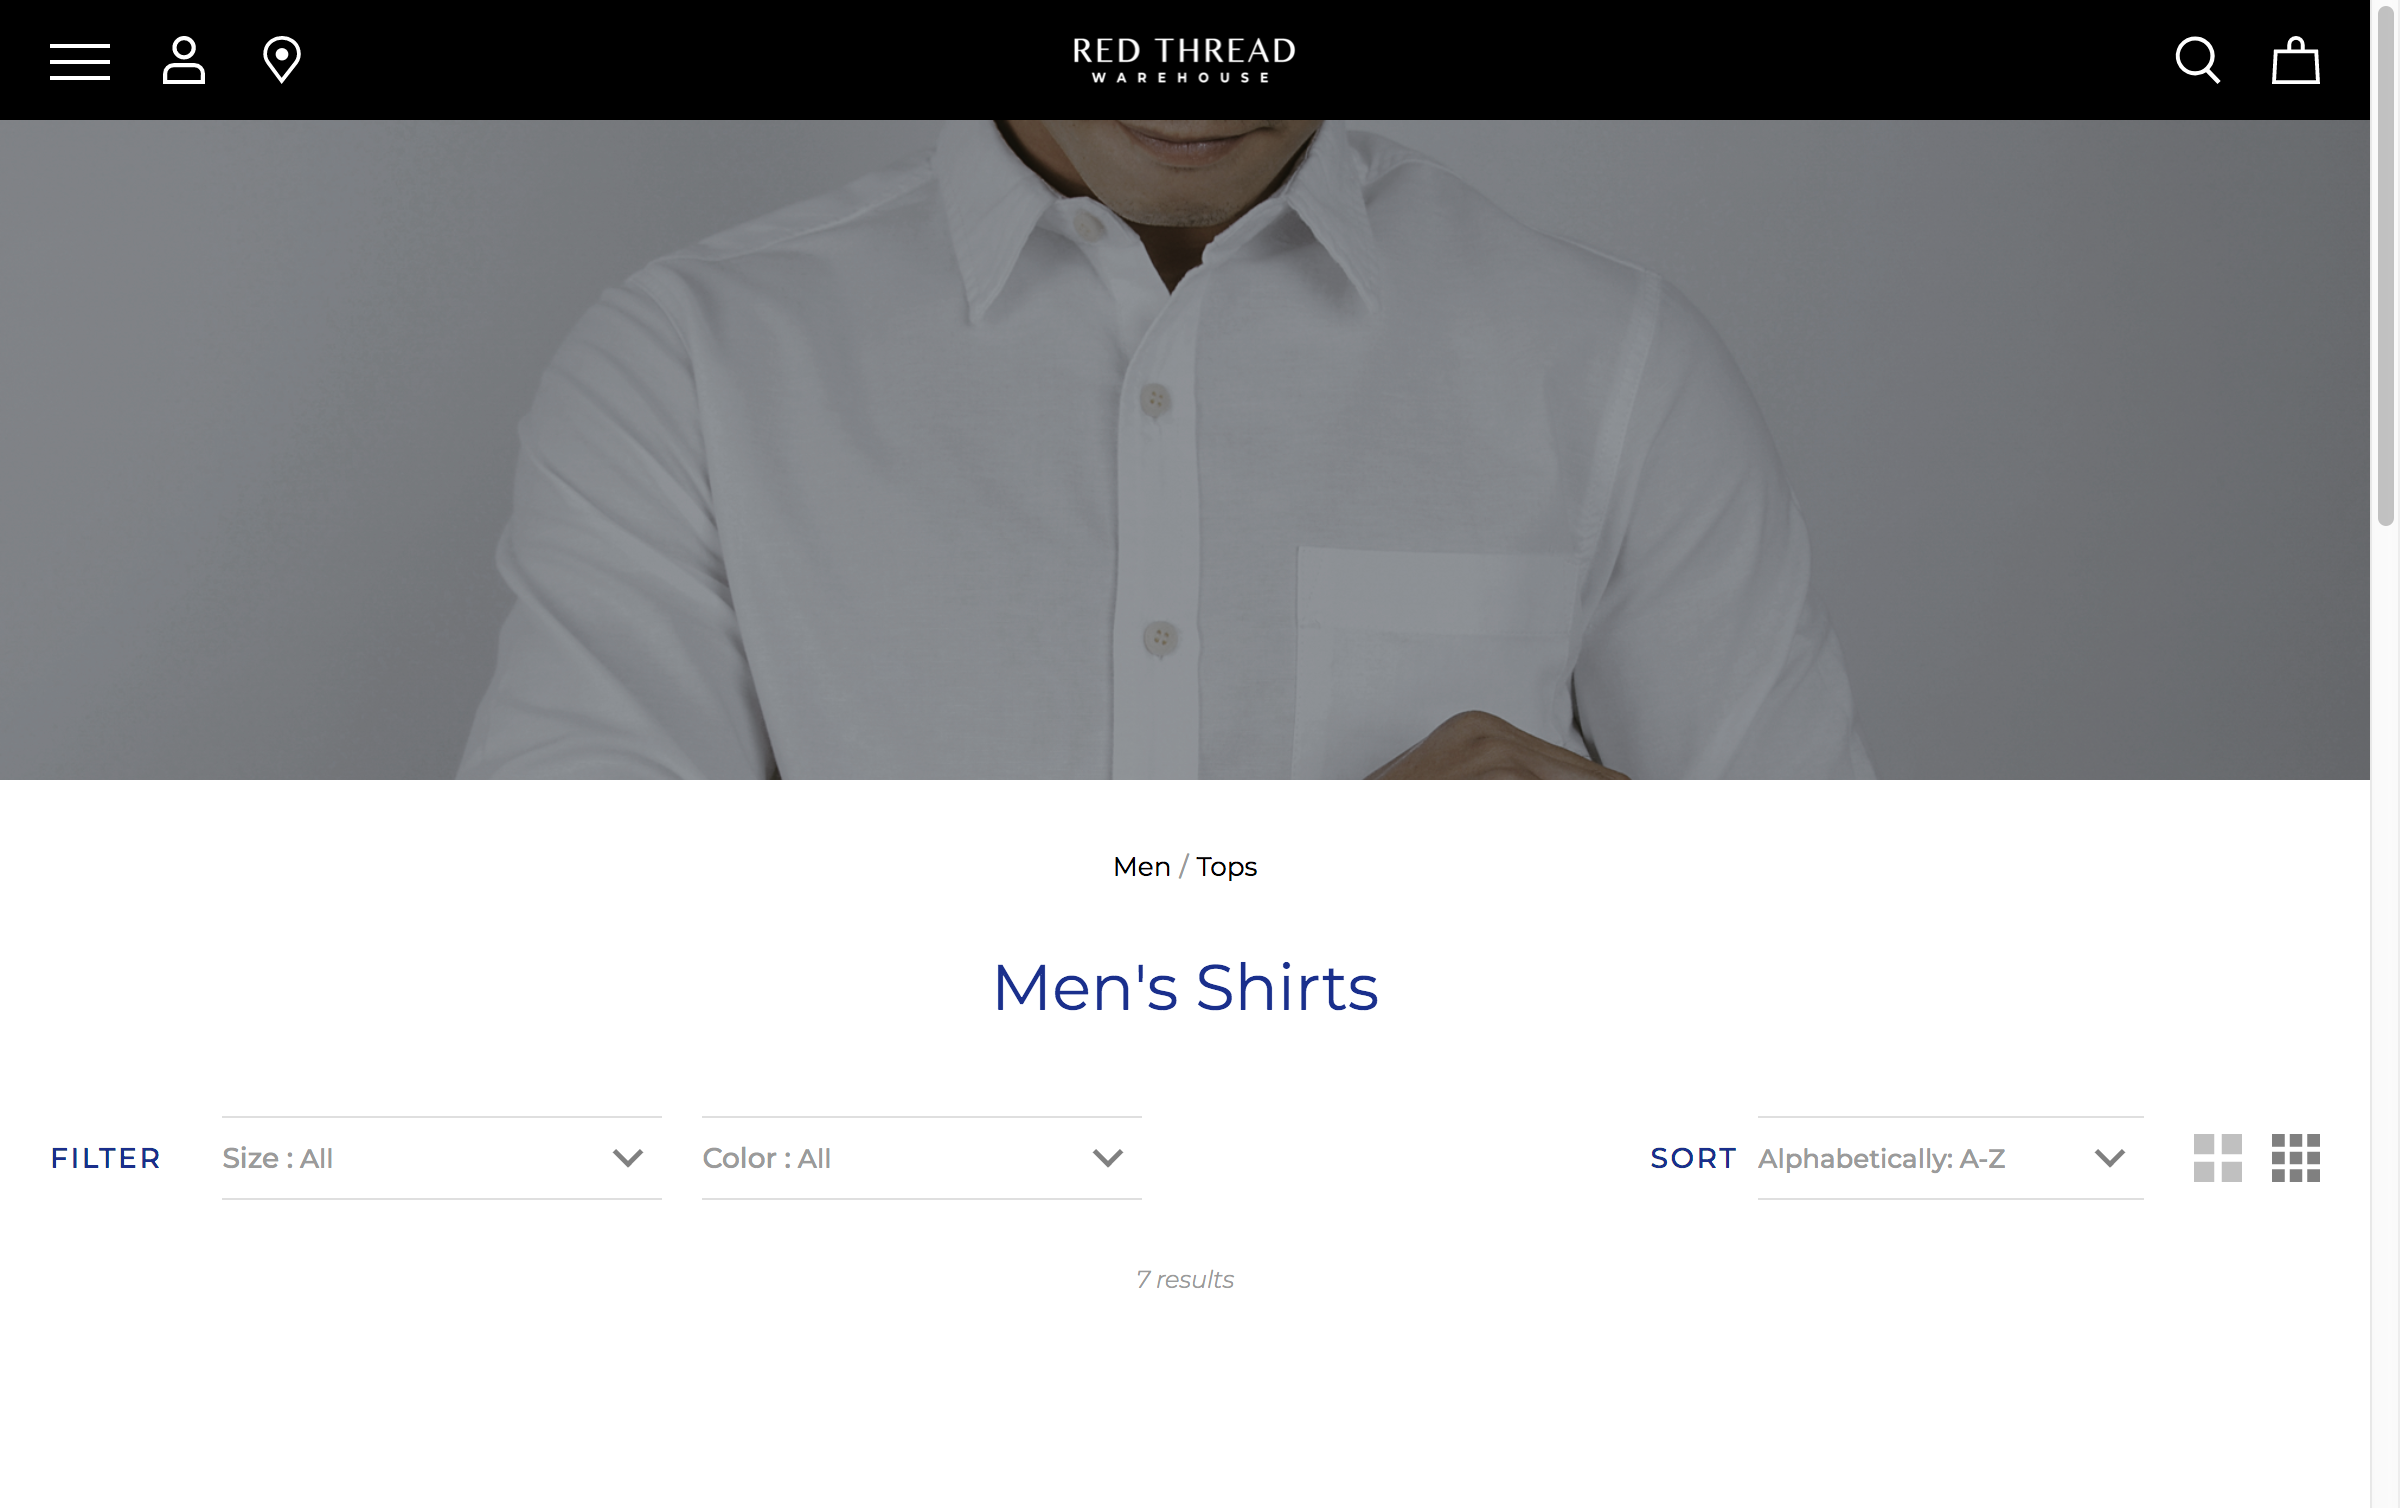 RED THREAD
WAREHOUSE
Men / Tops
Men's Shirts
FILTER Size : All Color : All SORT Alphabetically: A-Z
7 results